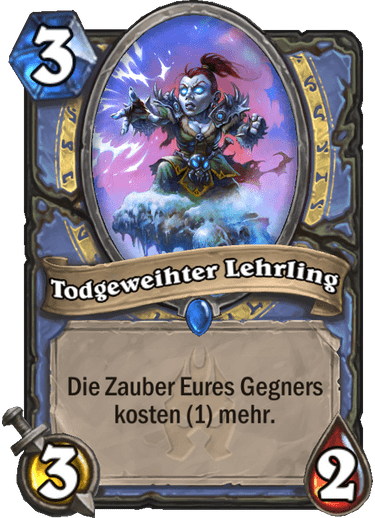 3
Todgeweihter Lehrling
Die Zauber Eures Gegners
kosten (1) mehr.
3
2